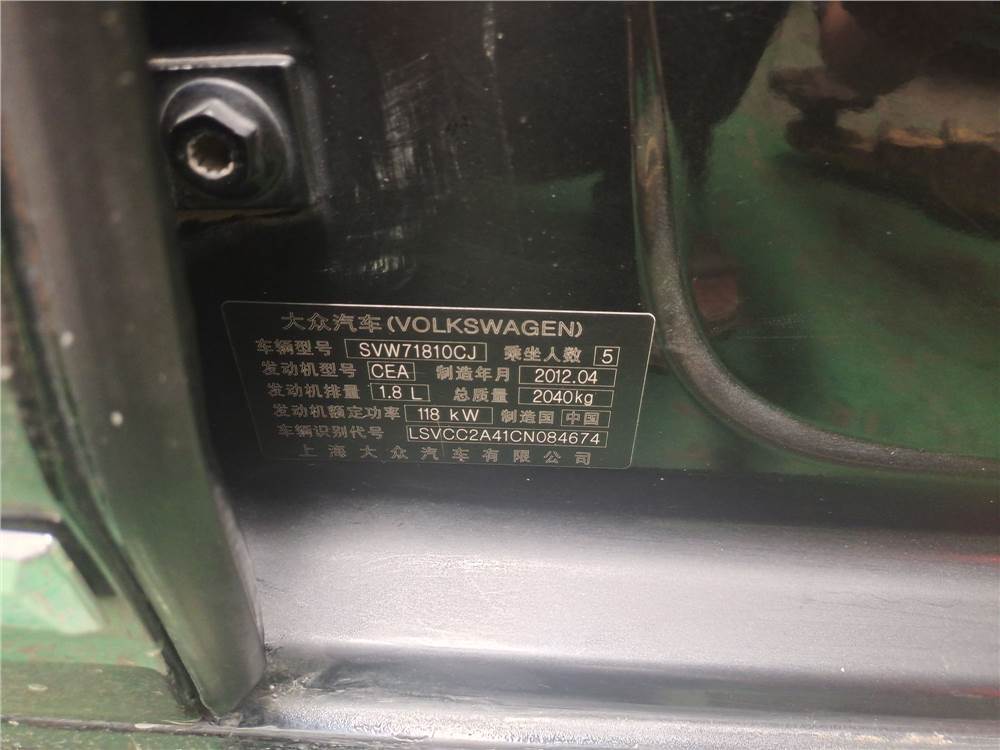 大众汽车(VOLKSWAGEN)
车辆型号 SVW71810CJ 乘坐人数 5
发动机型号 CEA 制造年月 2012.04
发动机排量 1.8 L 总质量 2040kg
发动机额定功率 118 kW 制造国 中国
车辆识别代号 LSVCC2A41CN084674
上海大众汽车有限公司